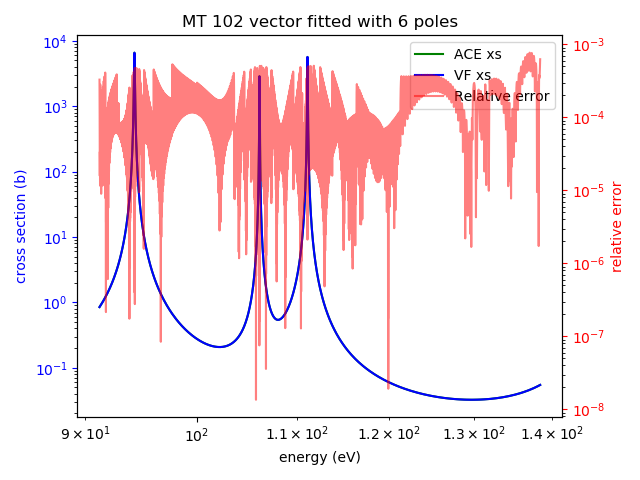 MT 102 vector fitted with 6 poles
ACE xs
VF xs
Relative error
10⁴
10³
10²
10¹
10⁰
10⁻¹
cross section (b)
10⁻³
10⁻⁴
10⁻⁵
10⁻⁶
10⁻⁷
10⁻⁸
relative error
9 × 10¹
10²
1.1 × 10²
1.2 × 10²
1.3 × 10²
1.4 × 10²
energy (eV)